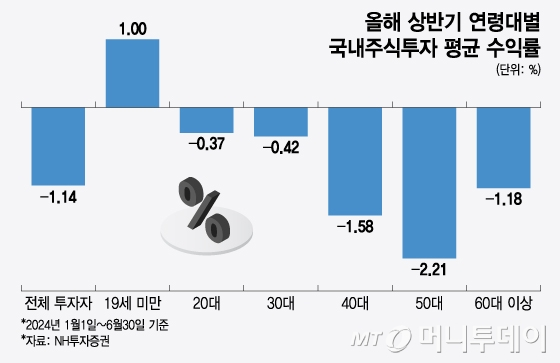 올해 상반기 연령대별
국내주식투자 평균 수익률
(단위: %)
1.00
-0.37
-0.42
-1.14
-1.58
-2.21
-1.18
%
전체 투자자 19세 미만 20대 30대 40대 50대 60대 이상
*2024년 1월1일~6월30일 기준
*자료: NH투자증권
MT 머니투데이